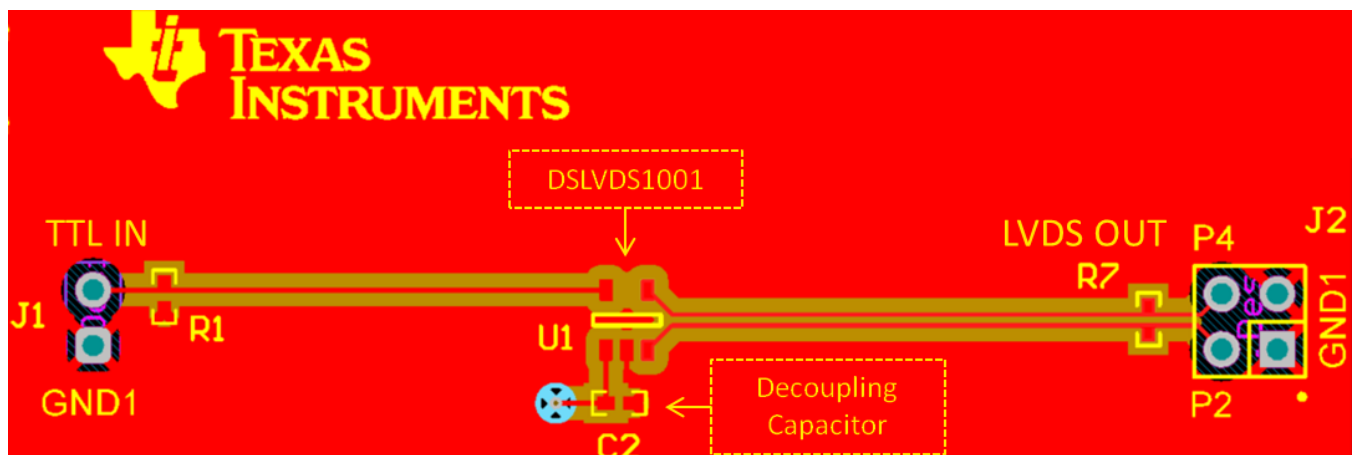 TEXAS
INSTRUMENTS
DSLVDS1001
TTL IN
LVDS OUT
P4
J2
R7
J1
R1
U1
GND1
GND1
Decoupling
Capacitor
P2
C2